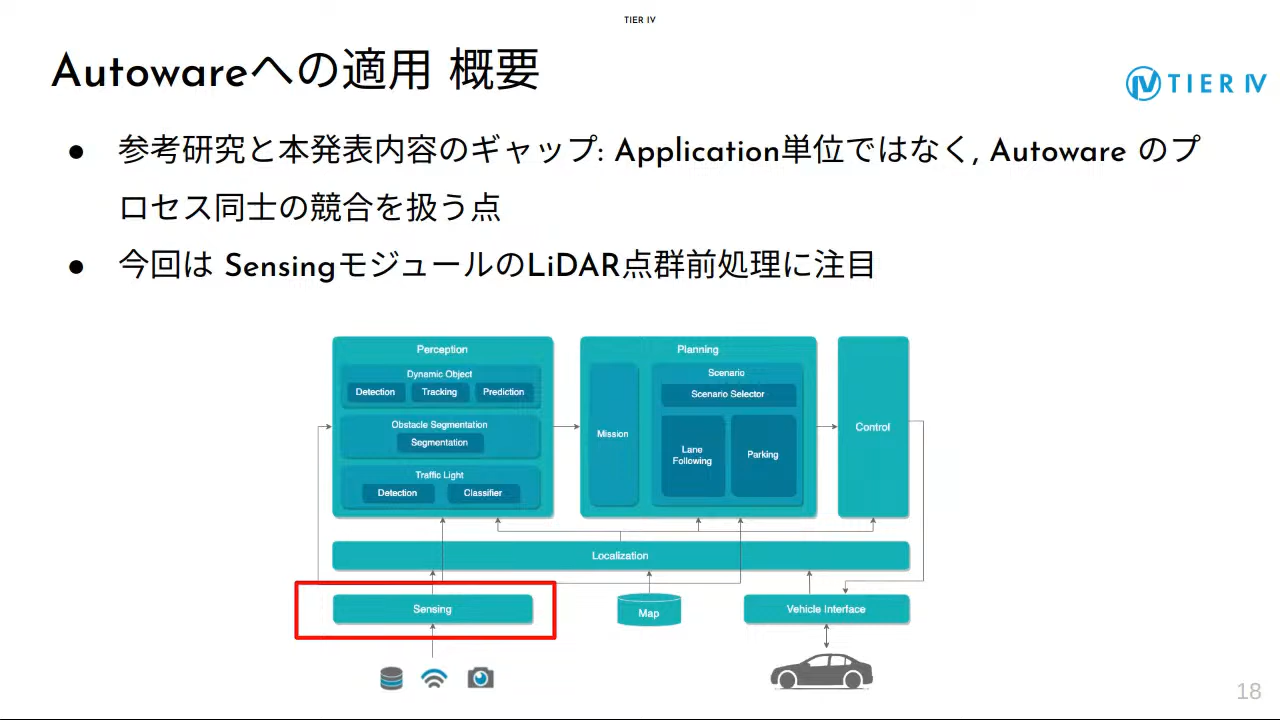 TIER IV
Autowareへの適用 概要
TIER IV
● 参考研究と本発表内容のギャップ: Application単位ではなく, Autoware のプ
ロセス同士の競合を扱う点
● 今回は SensingモジュールのLiDAR点群前処理に注目
Perception
Dynamic Object
Detection
Tracking
Prediction
Obstacle Segmentation
Segmentation
Traffic Light
Detection
Classifier
Planning
Mission
Scenario
Scenario Selector
Lane
Following
Parking
Control
Localization
Sensing
Map
Vehicle Interface
18